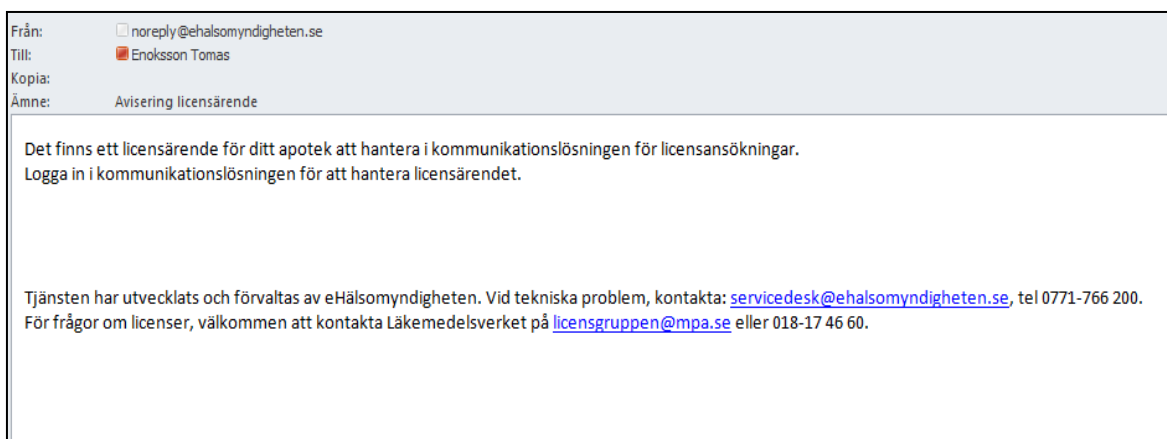 Från: noreply@ehalsomyndigheten.se
Till: Enoksson Tomas
Kopia:
Ämne: Avisering licensärende
Det finns ett licensärende för ditt apotek att hantera i kommunikationslösningen för licensansökningar.
Logga in i kommunikationslösningen för att hantera licensärendet.
Tjänsten har utvecklats och förvaltas av eHälsomyndigheten. Vid tekniska problem, kontakta: servicedesk@ehalsomyndigheten.se, tel 0771-766 200.
För frågor om licenser, välkommen att kontakta Läkemedelsverket på licensgruppen@mpa.se eller 018-17 46 60.